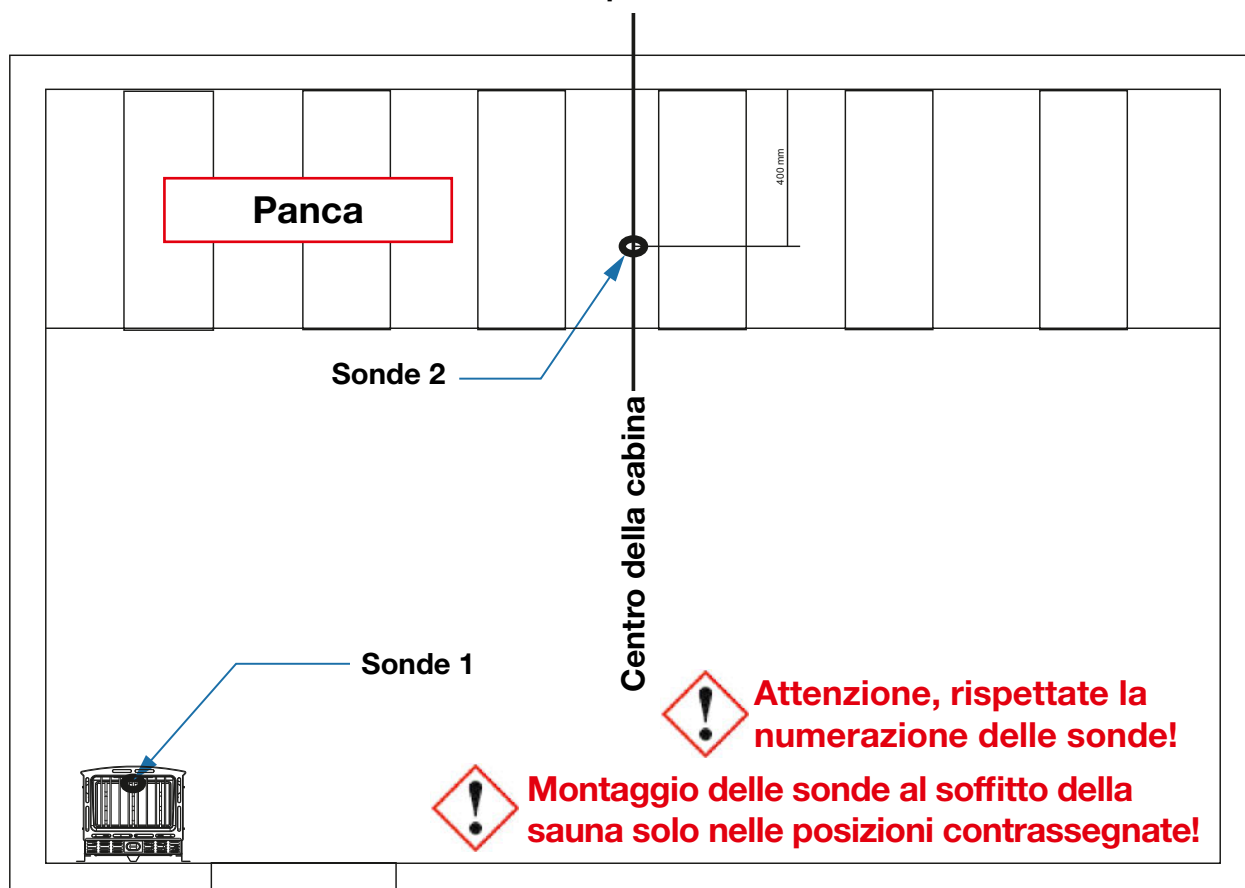 400 mm
Panca
Sonde 2
Centro della cabina
Sonde 1
Attenzione, rispettate la
numerazione delle sonde!
Montaggio delle sonde al soffitto della
sauna solo nelle posizioni contrassegnate!